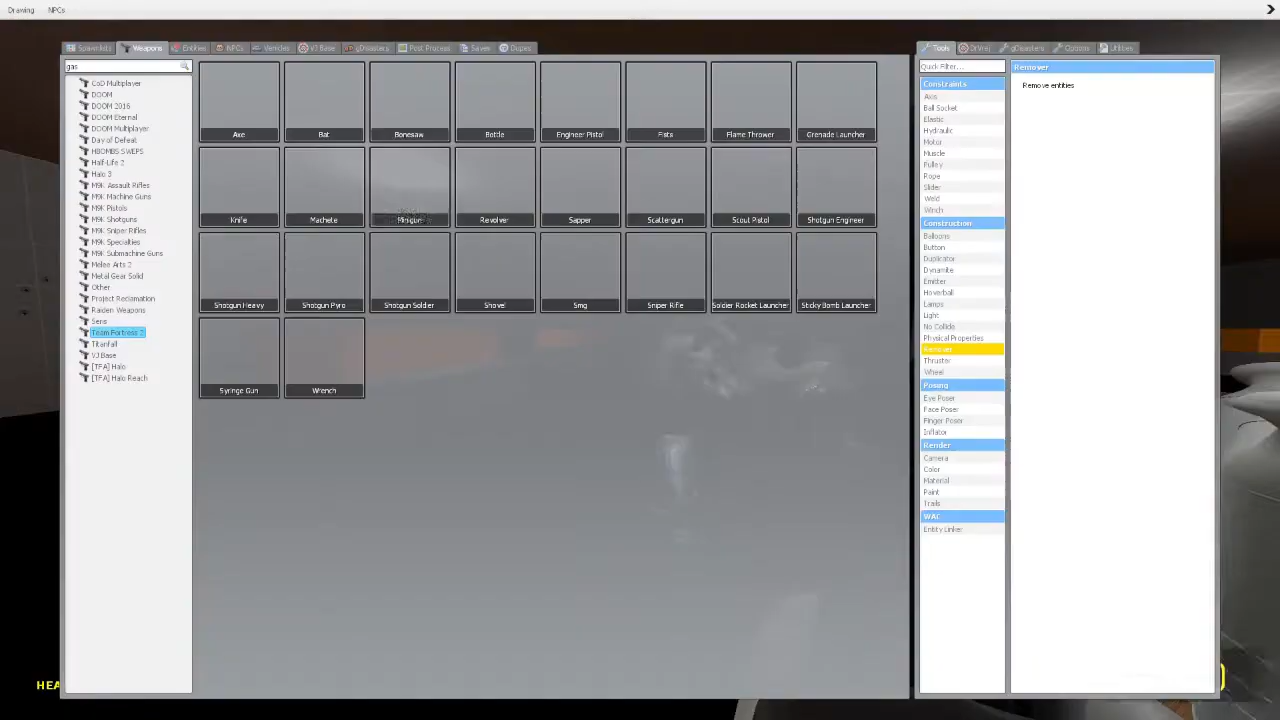 Drawing NPCs
Spawnlists Weapons Entities NPCs Vehicles VJ Base gDisasters Post Process Saves Dupes
gas
CoD Multiplayer
DOOM
DOOM 2016
DOOM Eternal
DOOM Multiplayer
Day of Defeat
HBOMBS SWEPS
Half-Life 2
Halo 3
M9K Assault Rifles
M9K Machine Guns
M9K Pistols
M9K Shotguns
M9K Sniper Rifles
M9K Specialties
M9K Submachine Guns
Melee Arts 2
Metal Gear Solid
Other
Project Reclamation
Raiden Weapons
Sens
Team Fortress 2
Titanfall
VJ Base
[TFA] Halo
[TFA] Halo Reach
Axe Bat Bonesaw Bottle Engineer Pistol Fists Flame Thrower Grenade Launcher
Knife Machete Minigun Revolver Sapper Scattergun Scout Pistol Shotgun Engineer
Shotgun Heavy Shotgun Pyro Shotgun Soldier Shovel Smg Sniper Rifle Soldier Rocket Launcher Sticky Bomb Launcher
Syringe Gun Wrench
Tools DrVrej gDisasters Options Utilities
Quick Filter...
Constraints
Axis
Ball Socket
Elastic
Hydraulic
Motor
Muscle
Pulley
Rope
Slider
Weld
Winch
Construction
Balloons
Button
Duplicator
Dynamite
Emitter
Hoverball
Lamps
Light
No Collide
Physical Properties
Remover
Thruster
Wheel
Posing
Eye Poser
Face Poser
Finger Poser
Inflator
Render
Camera
Color
Material
Paint
Trails
WAC
Entity Linker
Remover
Remove entities
HEA